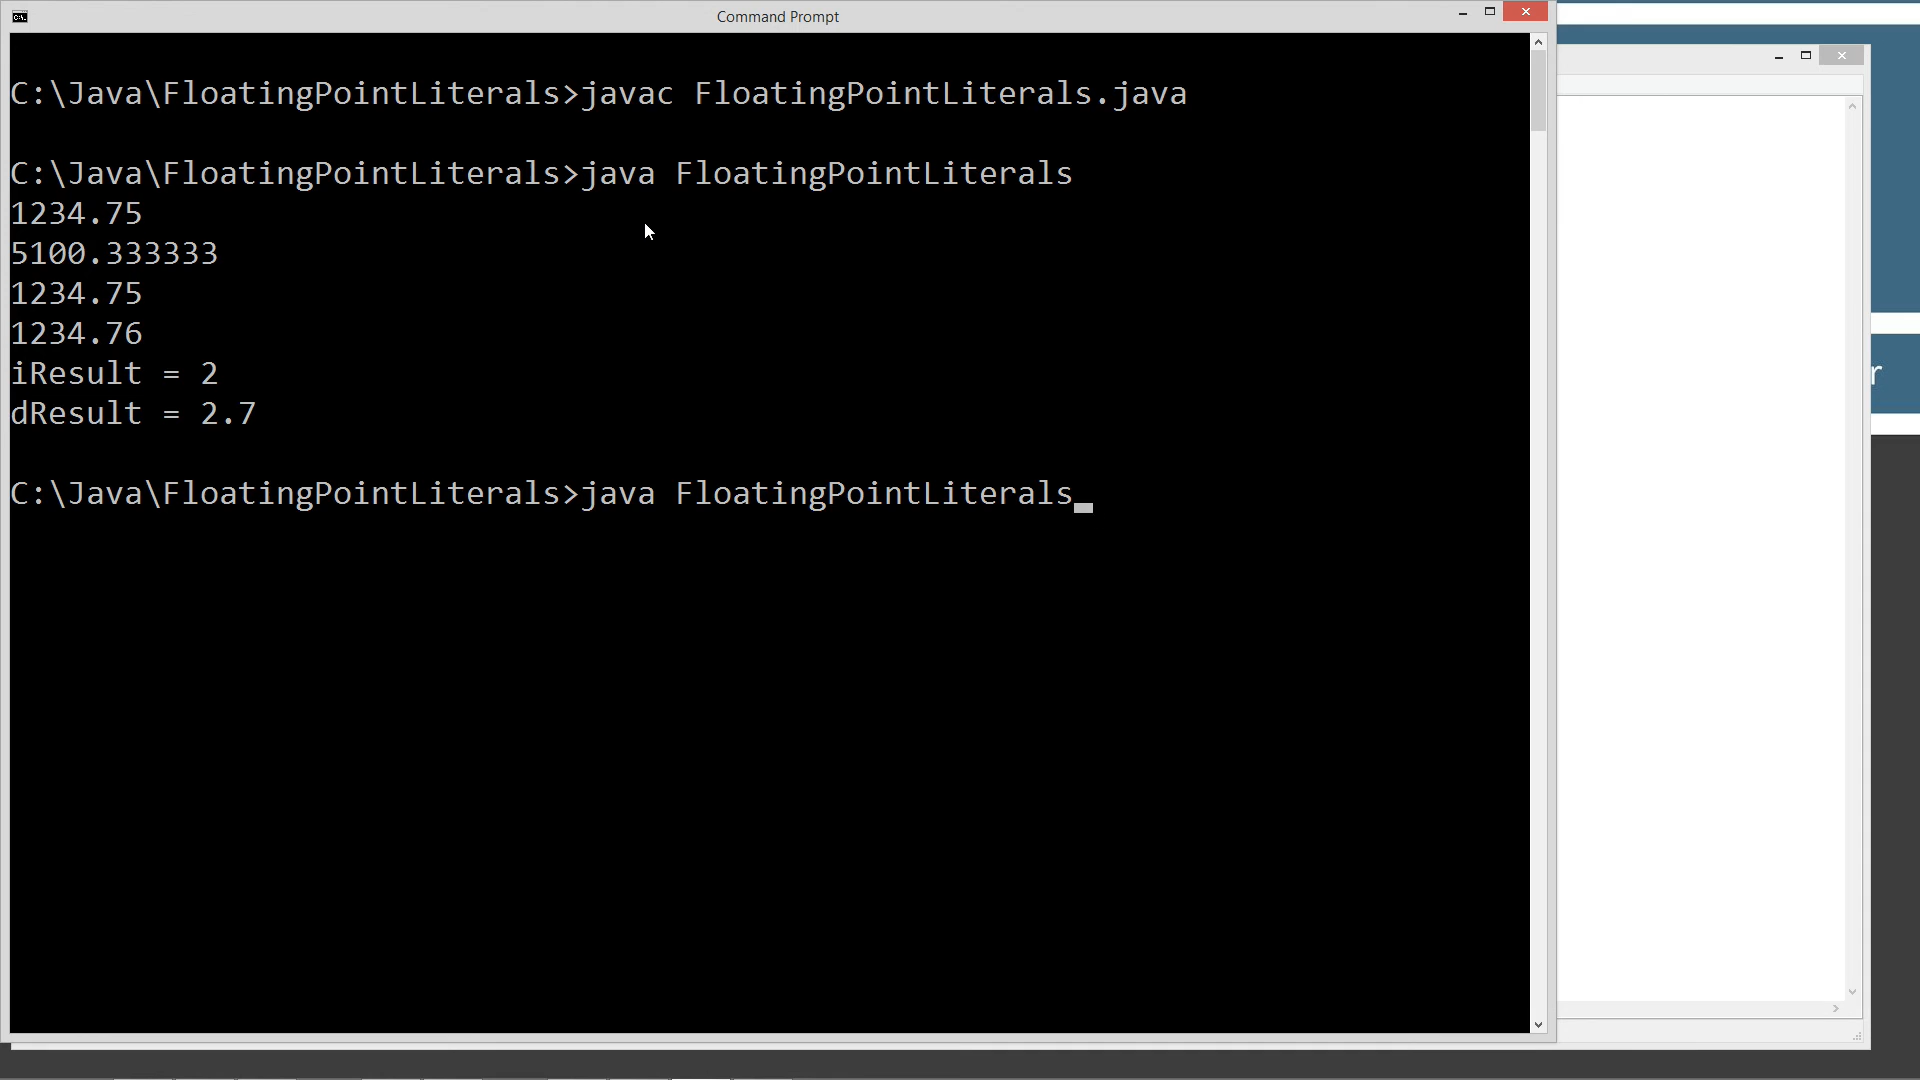 Command Prompt
C:\Java\FloatingPointLiterals>javac FloatingPointLiterals.java
C:\Java\FloatingPointLiterals>java FloatingPointLiterals
1234.75
5100.333333
1234.75
1234.76
iResult = 2
dResult = 2.7
r
C:\Java\FloatingPointLiterals>java FloatingPointLiterals